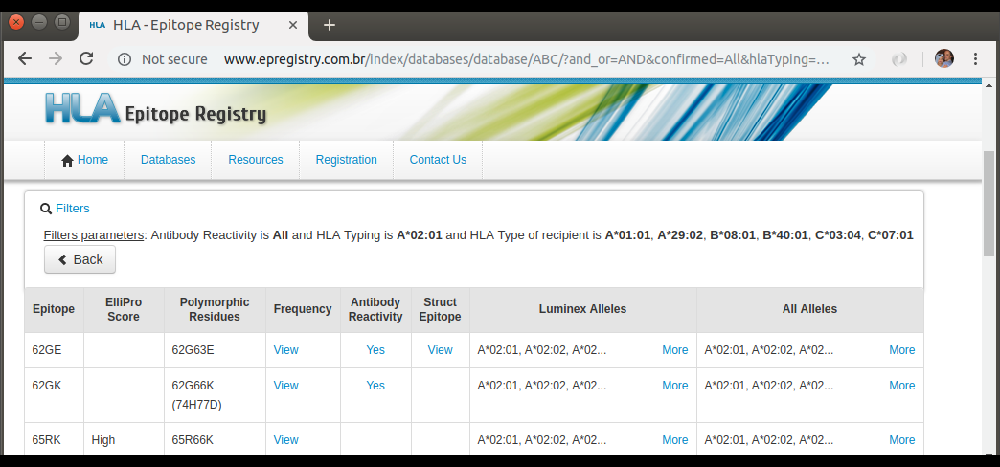 HLA HLA - Epitope Registry × +
Not secure | www.epregistry.com.br/index/databases/database/ABC/?and_or=AND&confirmed=All&hlaTyping=...
HLA Epitope Registry
Home Databases Resources Registration Contact Us
Filters
Filters parameters: Antibody Reactivity is All and HLA Typing is A*02:01 and HLA Type of recipient is A*01:01, A*29:02, B*08:01, B*40:01, C*03:04, C*07:01
Back
Epitope ElliPro Score Polymorphic Residues Frequency Antibody Reactivity Struct Epitope Luminex Alleles All Alleles
62GE 62G63E View Yes View A*02:01, A*02:02, A*02... More A*02:01, A*02:02, A*02... More
62GK 62G66K View Yes A*02:01, A*02:02, A*02... More A*02:01, A*02:02, A*02... More
(74H77D)
65RK High 65R66K View A*02:01, A*02:02, A*02... More A*02:01, A*02:02, A*02... More